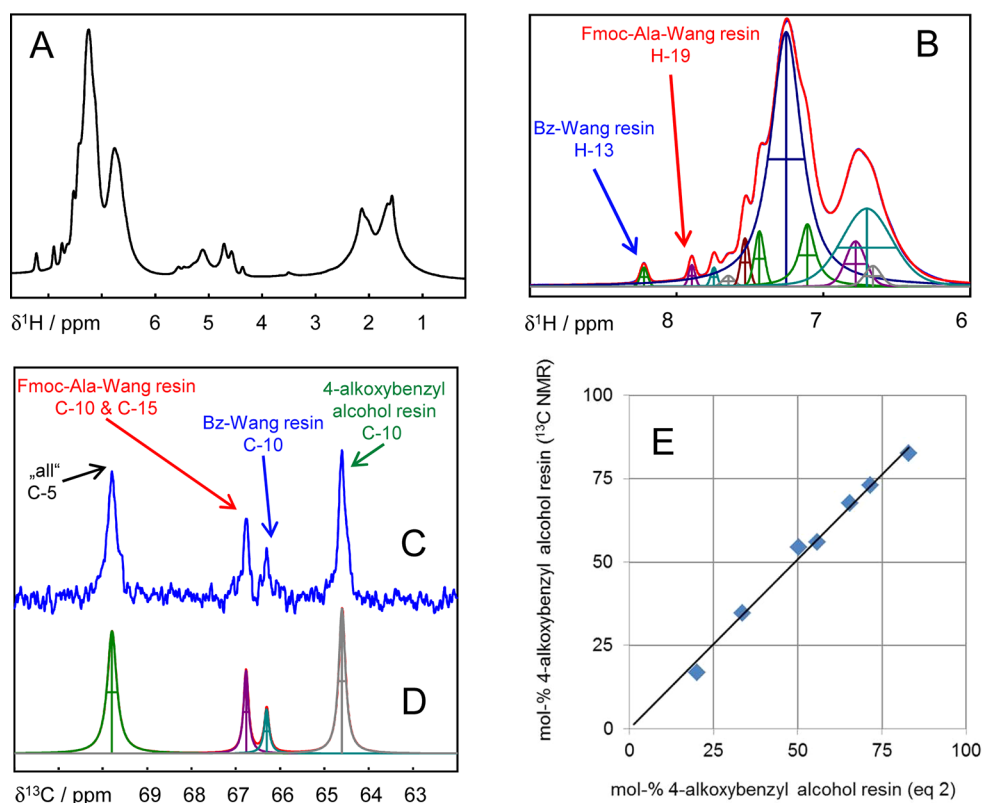 A
δ¹H / ppm 6 5 4 3 2 1
B
Fmoc-Ala-Wang resin
H-19
Bz-Wang resin
H-13
δ¹H / ppm 8 7 6
Fmoc-Ala-Wang resin
C-10 & C-15
Bz-Wang resin
C-10
4-alkoxybenzyl
alcohol resin
C-10
„all“
C-5
C
D
δ¹³C / ppm 69 68 67 66 65 64 63
E
mol-% 4-alkoxybenzyl alcohol resin (¹³C NMR)
100
75
50
25
0
0 25 50 75 100
mol-% 4-alkoxybenzyl alcohol resin (eq 2)